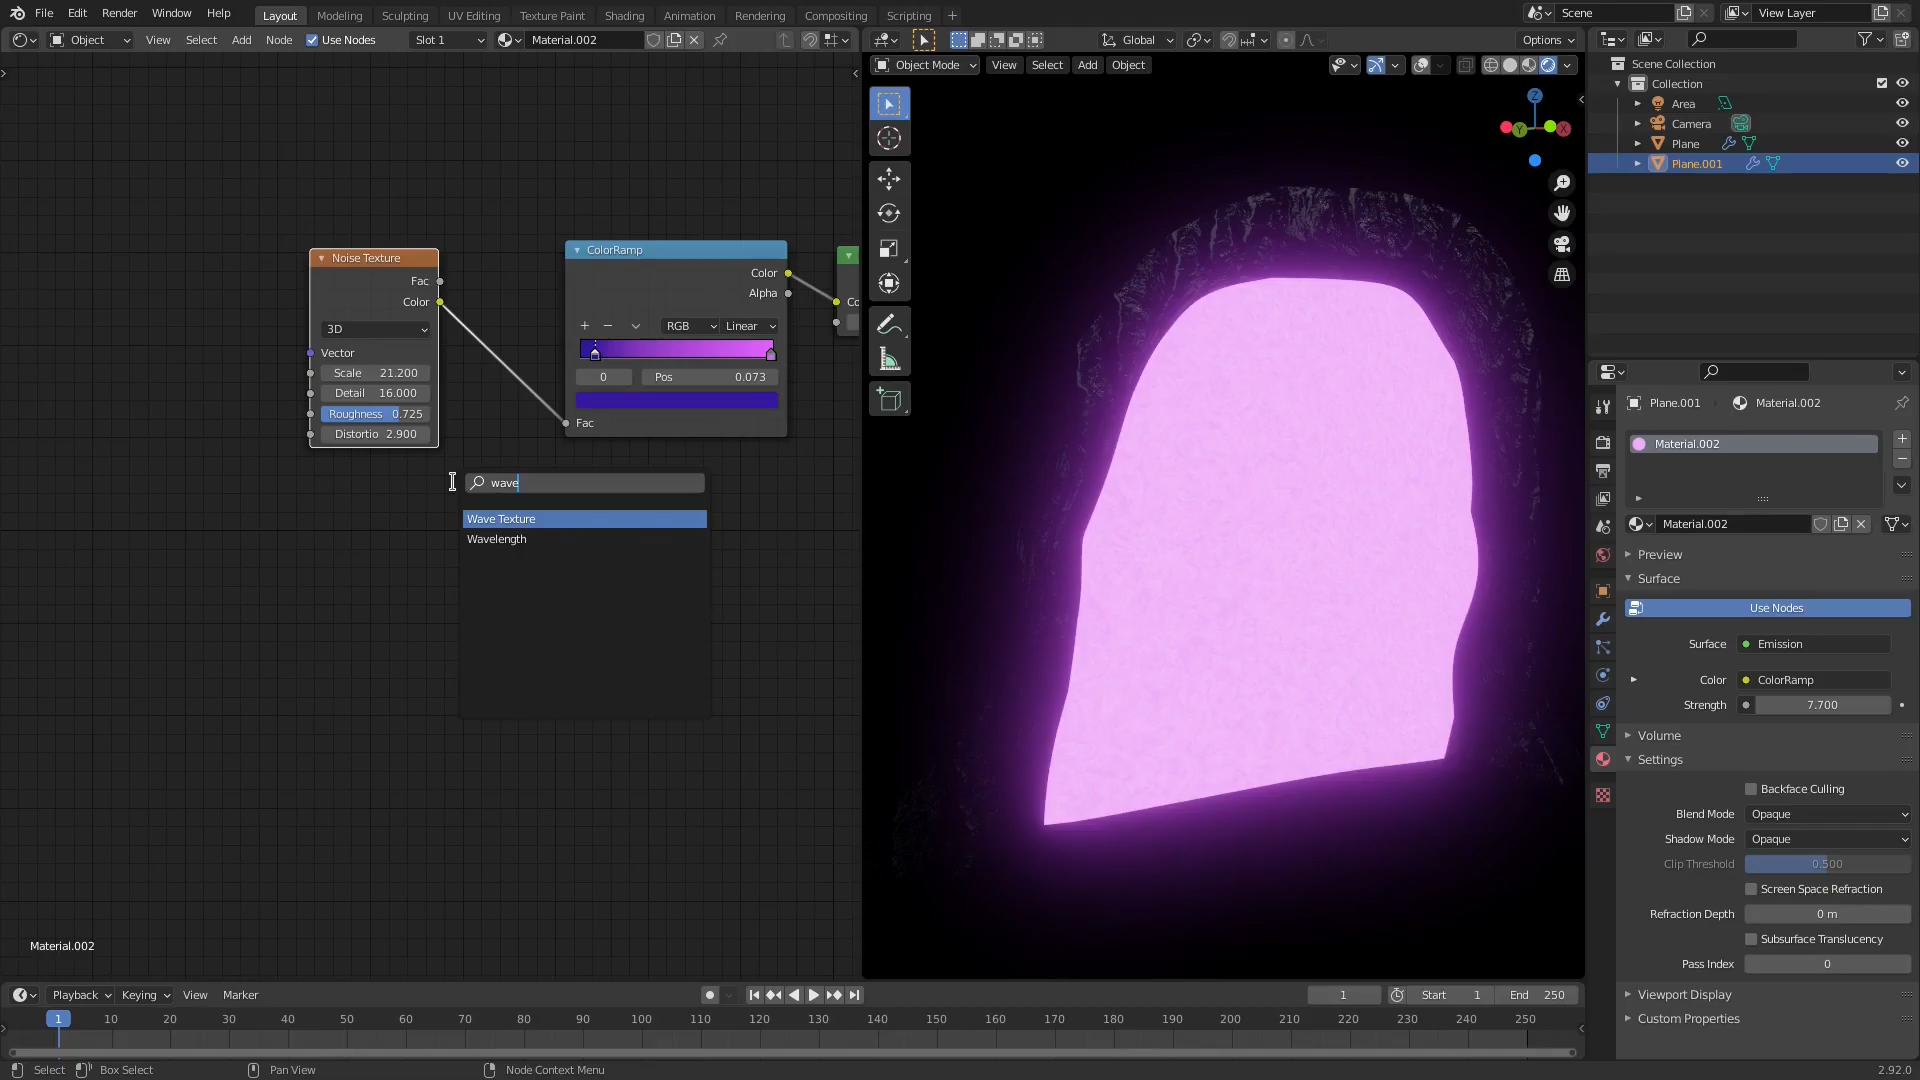 File Edit Render Window Help Layout Modeling Sculpting UV Editing Texture Paint Shading Animation Rendering Compositing Scripting Scene View Layer
Object View Select Add Node Use Nodes Slot 1 Material.002 Global Options
Object Mode View Select Add Object
Z
Y
X
Scene Collection
Collection
Area
Camera
Plane
Plane.001
Noise Texture
Fac
Color
3D
Vector
Scale 21.200
Detail 16.000
Roughness 0.725
Distortio 2.900
ColorRamp
Color
Alpha
RGB Linear
0 Pos 0.073
Fac
Co
wave
Wave Texture
Wavelength
Material.002
Plane.001 Material.002
Material.002
Material.002
Preview
Surface
Use Nodes
Surface Emission
Color ColorRamp
Strength 7.700
Volume
Settings
Backface Culling
Blend Mode Opaque
Shadow Mode Opaque
Clip Threshold 0.500
Screen Space Refraction
Refraction Depth 0 m
Subsurface Translucency
Pass Index 0
Viewport Display
Custom Properties
Playback Keying View Marker 1 Start 1 End 250
1 10 20 30 40 50 60 70 80 90 100 110 120 130 140 150 160 170 180 190 200 210 220 230 240 250
Select Box Select Pan View Node Context Menu 2.92.0